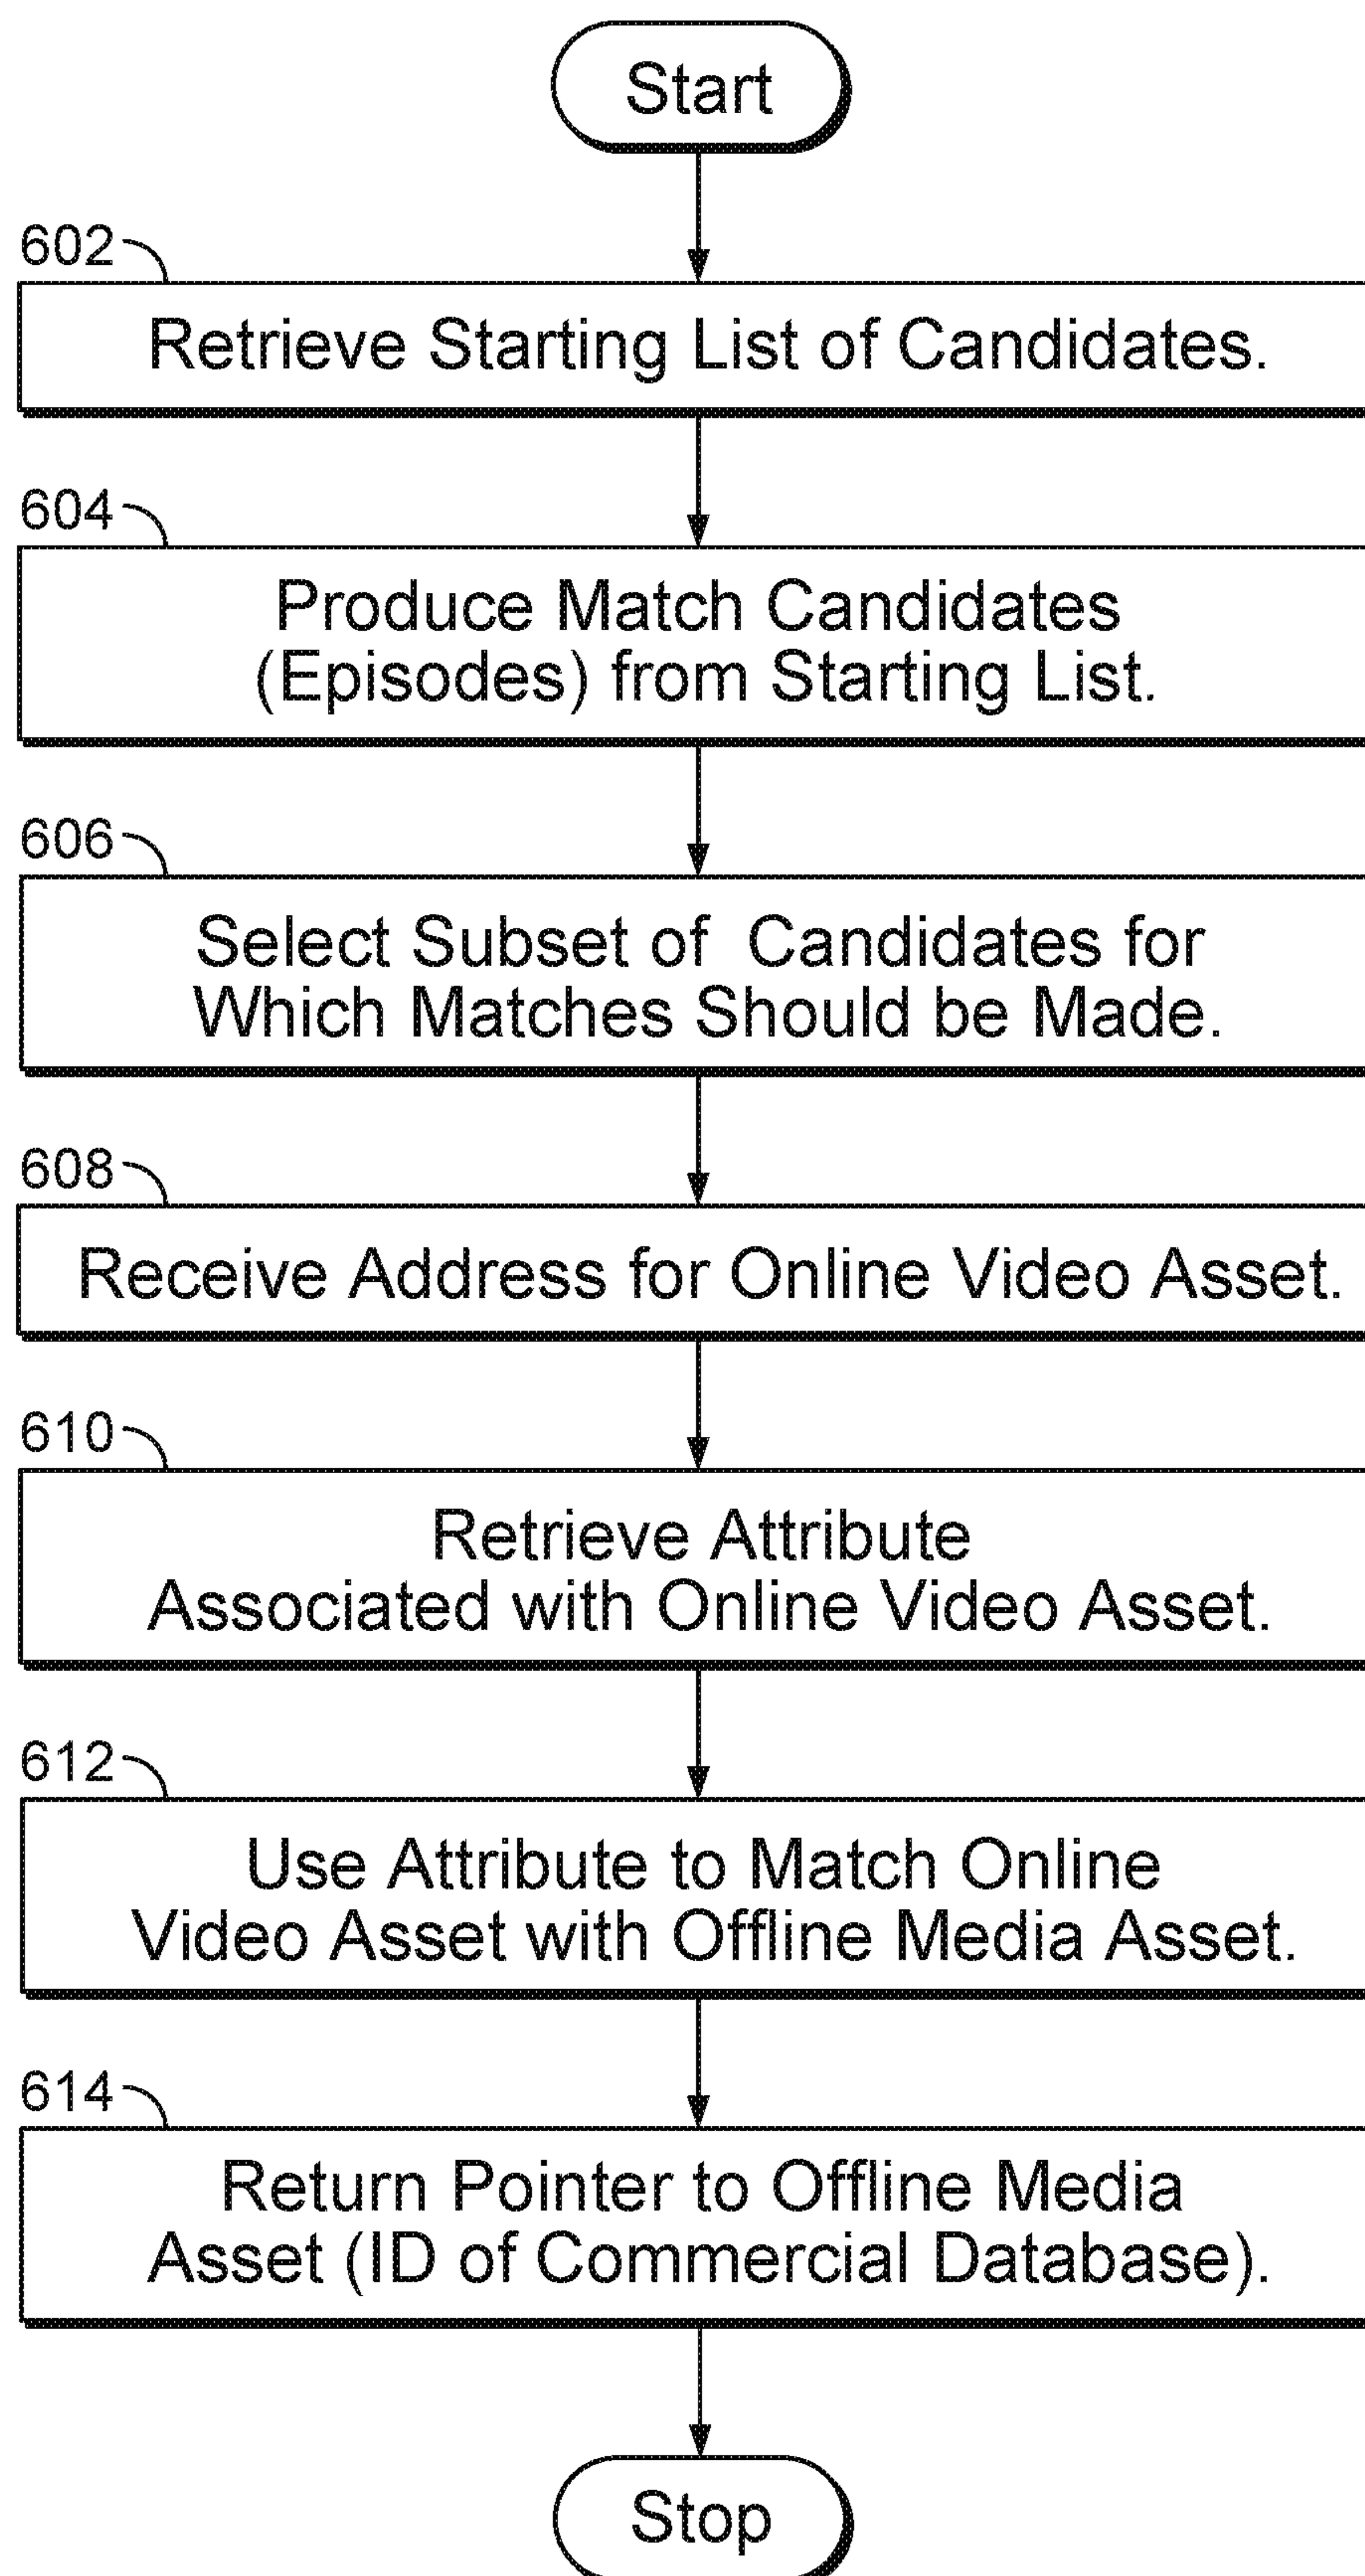 Start
602
Retrieve Starting List of Candidates.
604
Produce Match Candidates
(Episodes) from Starting List.
606
Select Subset of Candidates for
Which Matches Should be Made.
608
Receive Address for Online Video Asset.
610
Retrieve Attribute
Associated with Online Video Asset.
612
Use Attribute to Match Online
Video Asset with Offline Media Asset.
614
Return Pointer to Offline Media
Asset (ID of Commercial Database).
Stop